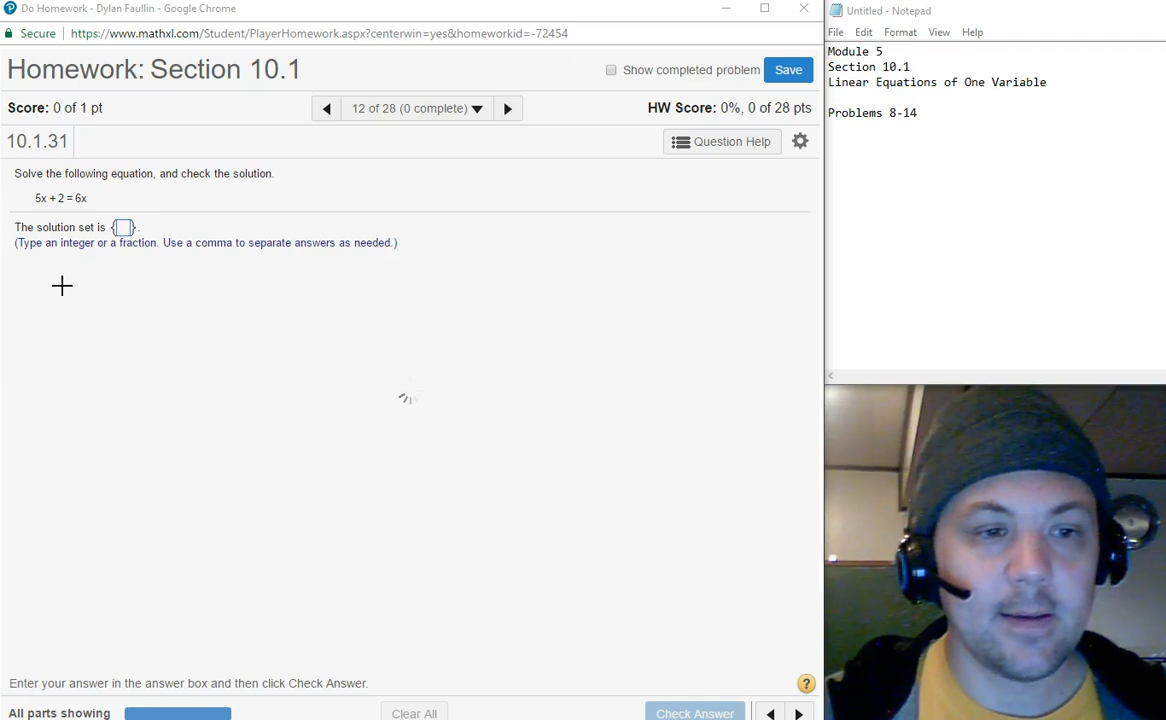 Do Homework - Dylan Faullin - Google Chrome
Secure | https://www.mathxl.com/Student/PlayerHomework.aspx?centerwin=yes&homeworkid=-72454
Homework: Section 10.1
Show completed problem
Save
Score: 0 of 1 pt
12 of 28 (0 complete)
HW Score: 0%, 0 of 28 pts
10.1.31
Question Help
Solve the following equation, and check the solution.
5x + 2 = 6x
The solution set is { }.
(Type an integer or a fraction. Use a comma to separate answers as needed.)
Enter your answer in the answer box and then click Check Answer.
?
All parts showing
Clear All
Check Answer
Untitled - Notepad
File Edit Format View Help
Module 5
Section 10.1
Linear Equations of One Variable
Problems 8-14